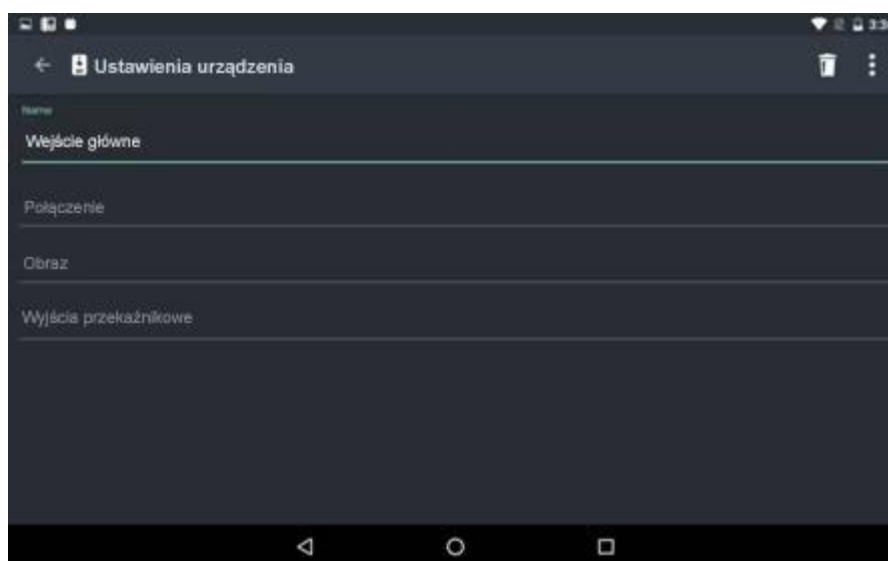 Ustawienia urządzenia
Name
Wejście główne
Połączenie
Obraz
Wyjścia przekaźnikowe